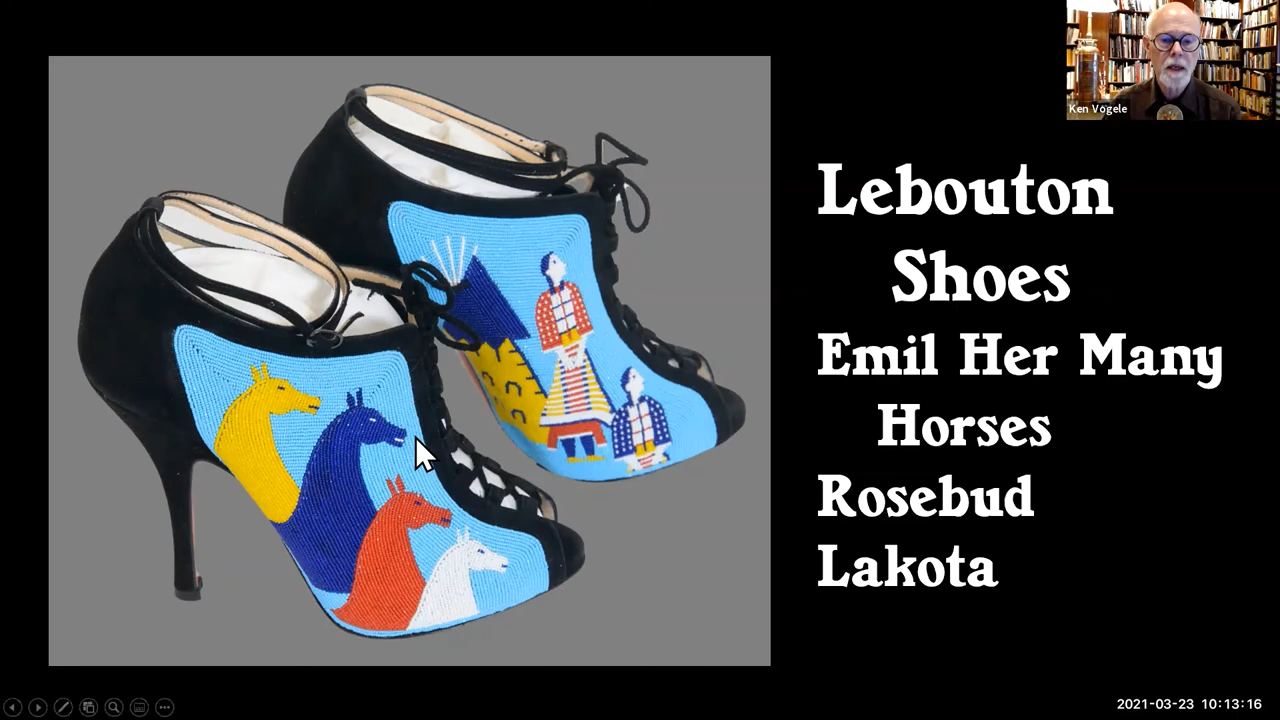 Ken Vogele
Lebouton
Shoes
Emil Her Many
Horses
Rosebud
Lakota
2021-03-23 10:13:16